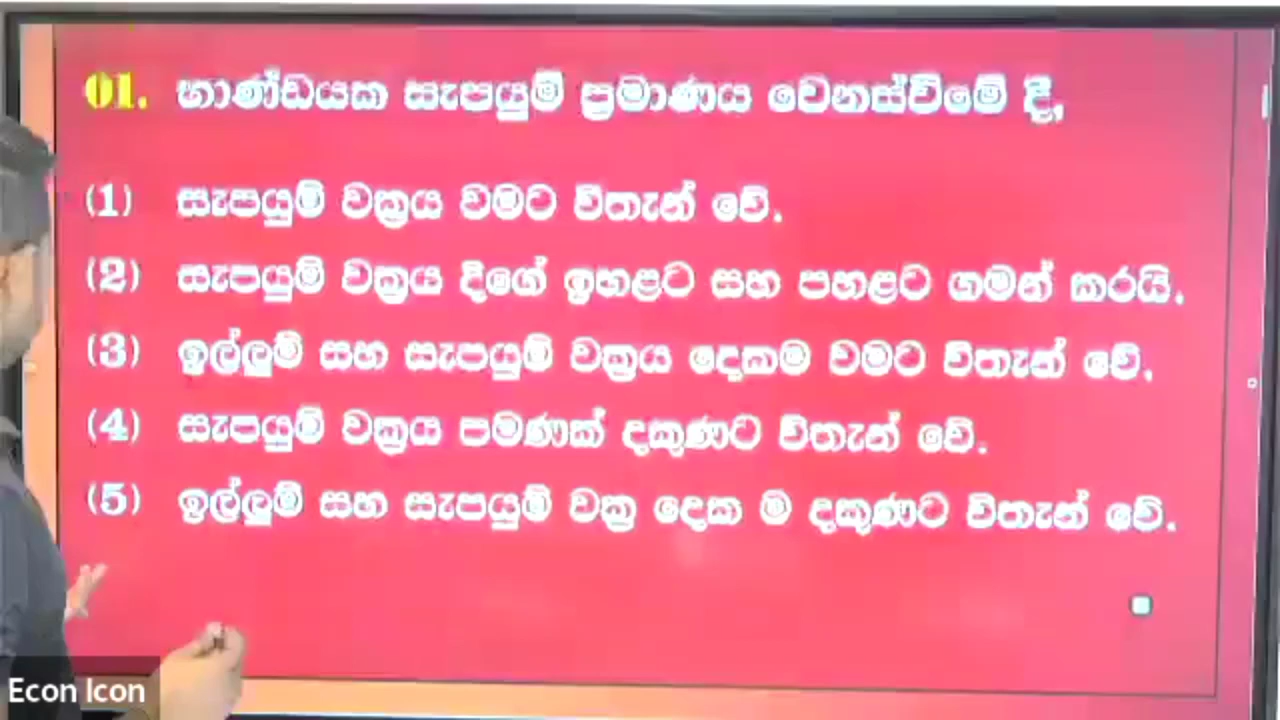 01. භාණ්ඩයක සැපයුම් ප්‍රමාණය වෙනස්වීමේ දී,
(1) සැපයුම් වක්‍රය වමට විතැන් වේ.
(2) සැපයුම් වක්‍රය දිගේ ඉහළට සහ පහළට ගමන් කරයි.
(3) ඉල්ලුම් සහ සැපයුම් වක්‍රය දෙකම වමට විතැන් වේ.
(4) සැපයුම් වක්‍රය පමණක් දකුණට විතැන් වේ.
(5) ඉල්ලුම් සහ සැපයුම් වක්‍ර දෙක ම දකුණට විතැන් වේ.
Econ Icon